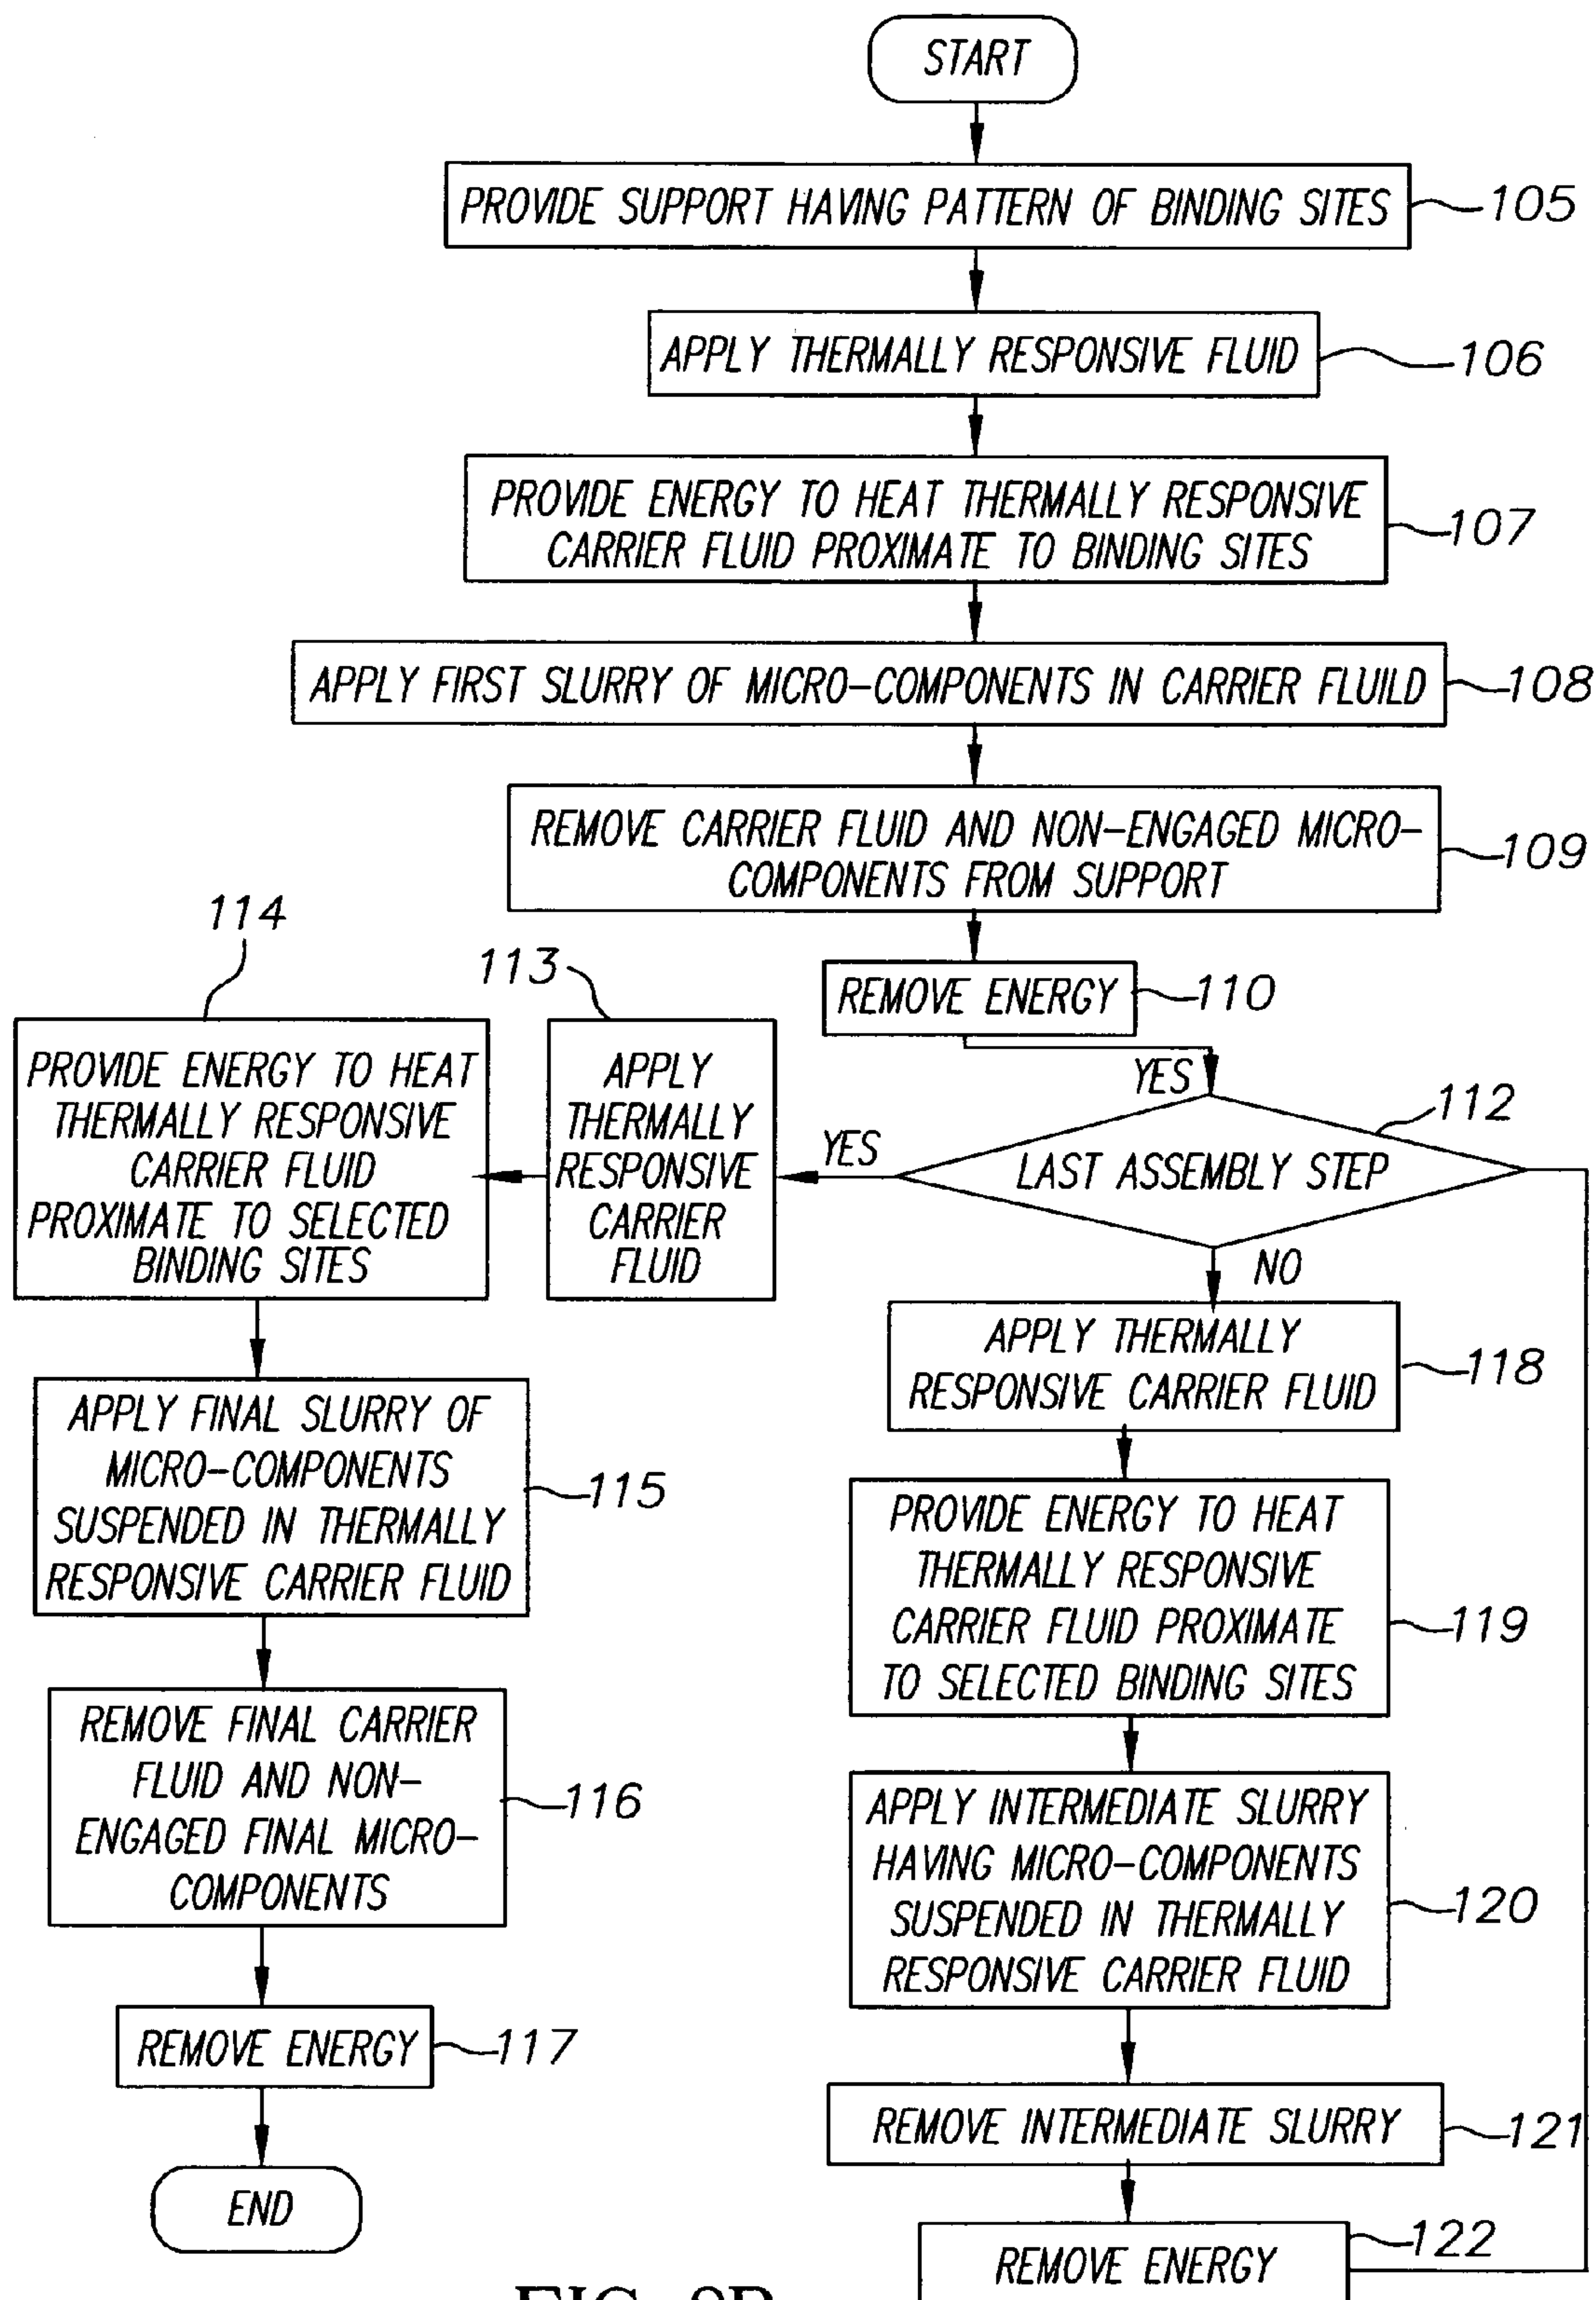 START
PROVIDE SUPPORT HAVING PATTERN OF BINDING SITES
105
APPLY THERMALLY RESPONSIVE FLUID
106
PROVIDE ENERGY TO HEAT THERMALLY RESPONSIVE
CARRIER FLUID PROXIMATE TO BINDING SITES
107
APPLY FIRST SLURRY OF MICRO-COMPONENTS IN CARRIER FLUILD
108
REMOVE CARRIER FLUID AND NON-ENGAGED MICRO-
COMPONENTS FROM SUPPORT
109
REMOVE ENERGY
110
YES
LAST ASSEMBLY STEP
112
YES
113
APPLY
THERMALLY
RESPONSIVE
CARRIER
FLUID
114
PROVIDE ENERGY TO HEAT
THERMALLY RESPONSIVE
CARRIER FLUID
PROXIMATE TO SELECTED
BINDING SITES
APPLY FINAL SLURRY OF
MICRO-COMPONENTS
SUSPENDED IN THERMALLY
RESPONSIVE CARRIER FLUID
115
REMOVE FINAL CARRIER
FLUID AND NON-
ENGAGED FINAL MICRO-
COMPONENTS
116
REMOVE ENERGY
117
END
NO
APPLY THERMALLY
RESPONSIVE CARRIER FLUID
118
PROVIDE ENERGY TO HEAT
THERMALLY RESPONSIVE
CARRIER FLUID PROXIMATE
TO SELECTED BINDING SITES
119
APPLY INTERMEDIATE SLURRY
HAVING MICRO-COMPONENTS
SUSPENDED IN THERMALLY
RESPONSIVE CARRIER FLUID
120
REMOVE INTERMEDIATE SLURRY
121
REMOVE ENERGY
122